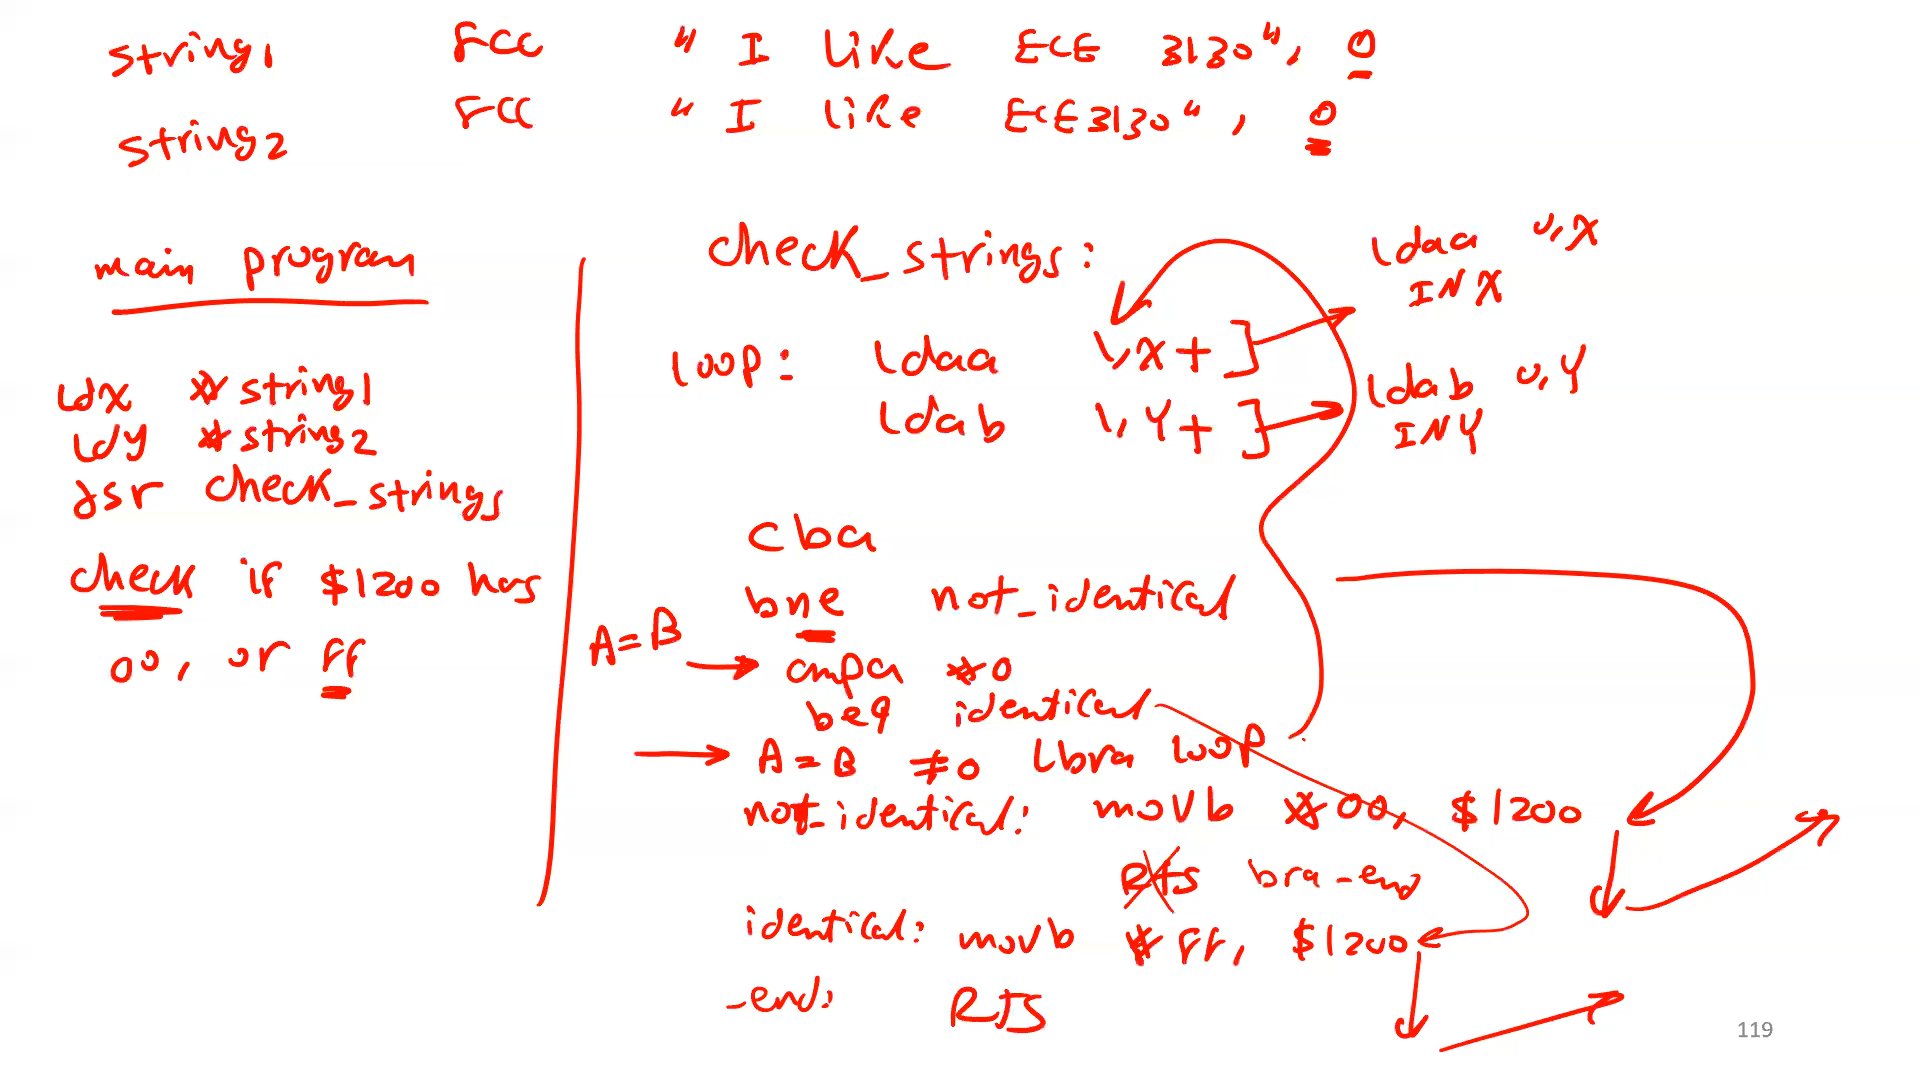 string1 FCC " I like ECE 3130", 0
string2 FCC " I like ECE3130", 0
main program
ldx #string1
ldy #string2
jsr check_strings
check if $1200 has
00, or FF
check_strings:
loop: ldaa 1,X+ ] ldaa 0,X
INX
ldab 1,Y+ ] ldab 0,Y
INY
cba
bne not_identical
A=B cmpa #0
beq identical
A=B ≠0 lbra loop
not_identical: movb #00, $1200
RTS bra _end
identical: movb #FF, $1200
_end: RTS
119